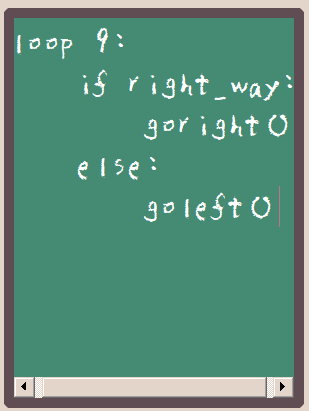 loop 9:
    if right_way:
        goright()
    else:
        goleft()